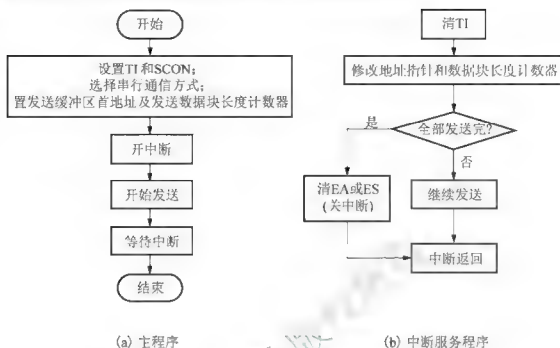 开始
设置TI和SCON;
选择串行通信方式;
置发送缓冲区首地址及发送数据块长度计数器
开中断
开始发送
等待中断
结束
(a) 主程序
清TI
修改地址指针和数据块长度计数器
全部发送完?
是
否
清EA或ES
(关中断)
继续发送
中断返回
(b) 中断服务程序